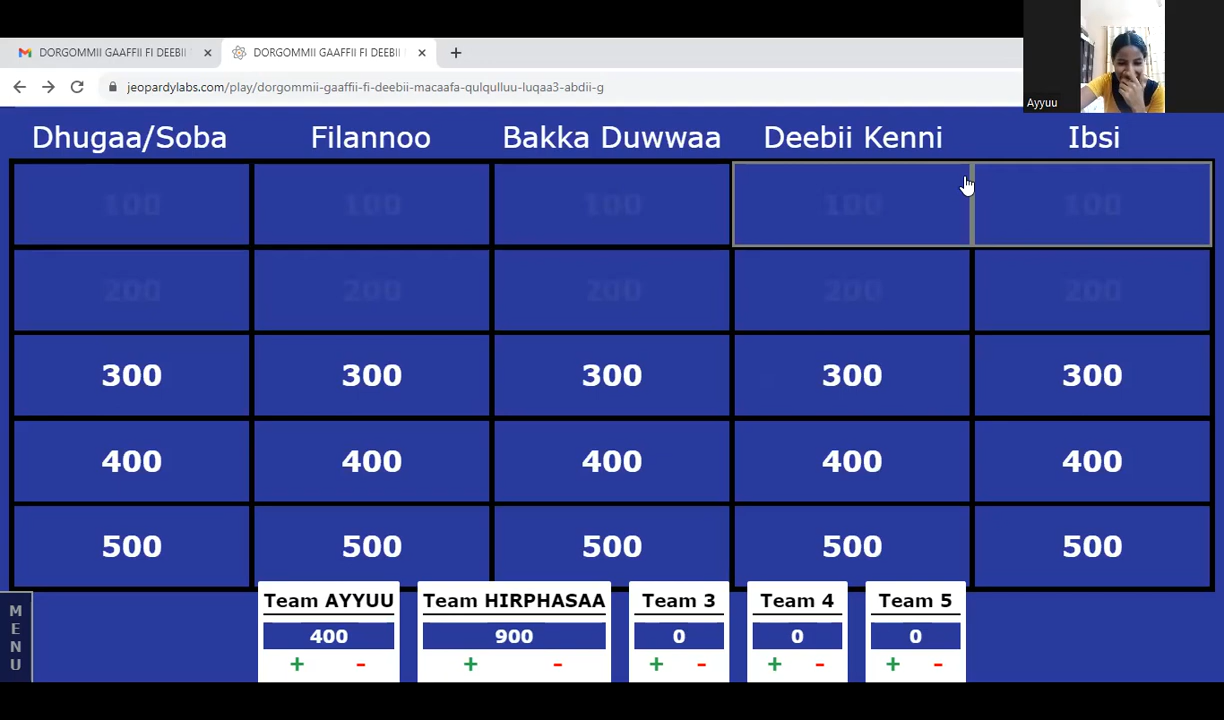 DORGOMMII GAAFFII FI DEEBII
DORGOMMII GAAFFII FI DEEBII
jeopardylabs.com/play/dorgommii-gaaffii-fi-deebii-macaafa-qulqulluu-luqaa3-abdii-g
Ayyuu
Dhugaa/Soba Filannoo Bakka Duwwaa Deebii Kenni Ibsi
100 100 100 100 100
200 200 200 200 200
300 300 300 300 300
400 400 400 400 400
500 500 500 500 500
MENU
Team AYYUU Team HIRPHASAA Team 3 Team 4 Team 5
400 900 0 0 0
+ - + - + - + - + -